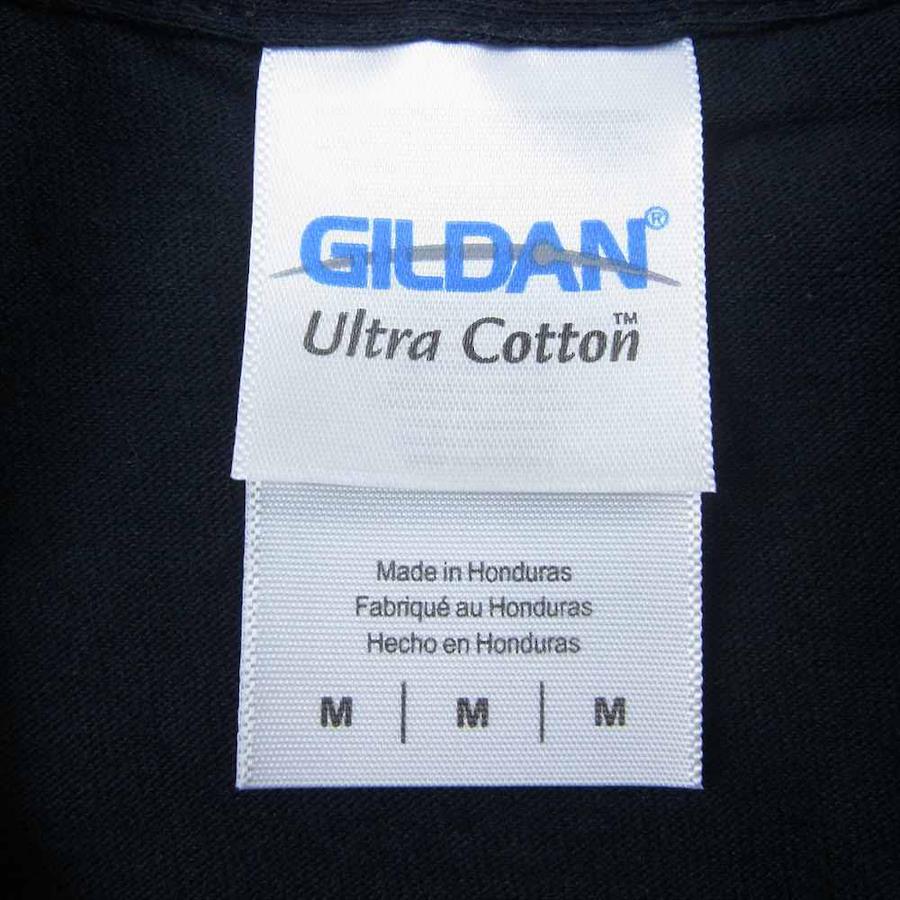 GILDAN®
Ultra Cotton™
Made in Honduras
Fabriqué au Honduras
Hecho en Honduras
M | M | M